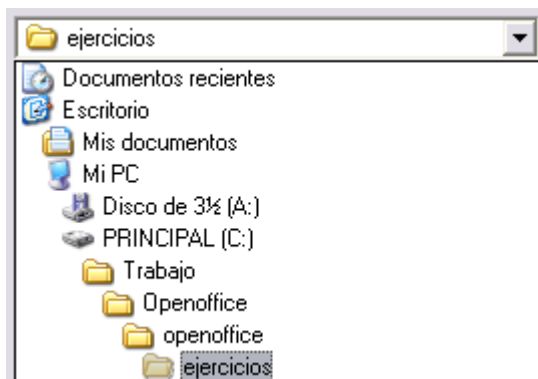 ejercicios
Documentos recientes
Escritorio
Mis documentos
Mi PC
Disco de 3½ (A:)
PRINCIPAL (C:)
Trabajo
Openoffice
openoffice
ejercicios